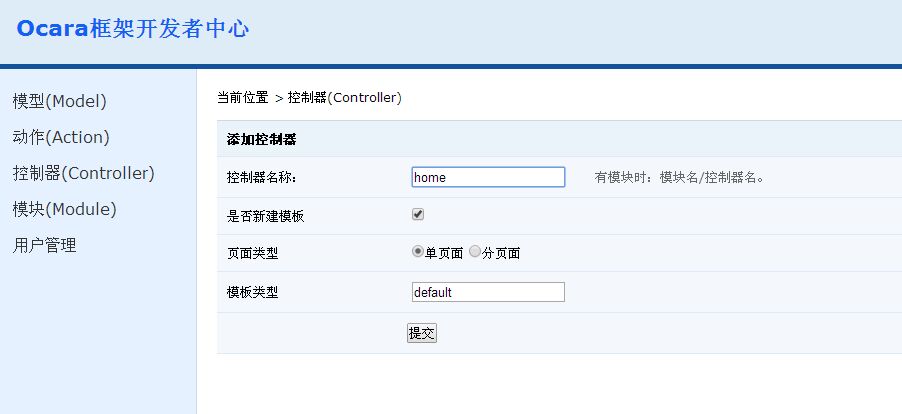 Ocara框架开发者中心
模型(Model)
动作(Action)
控制器(Controller)
模块(Module)
用户管理
当前位置 > 控制器(Controller)
添加控制器
控制器名称: home 有模块时：模块名/控制器名。
是否新建模板
页面类型 单页面 分页面
模板类型 default
提交